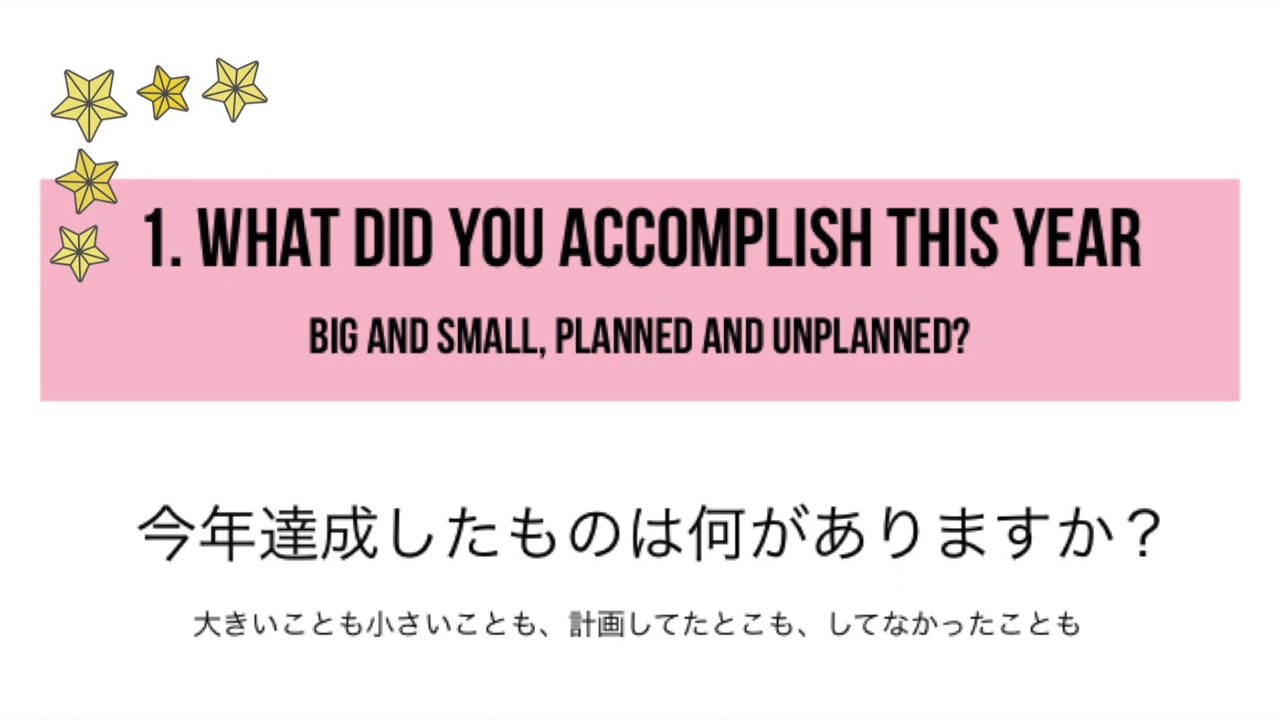 1. WHAT DID YOU ACCOMPLISH THIS YEAR
BIG AND SMALL, PLANNED AND UNPLANNED?
今年達成したものは何がありますか？
大きいことも小さいことも、計画してたとこも、してなかったことも